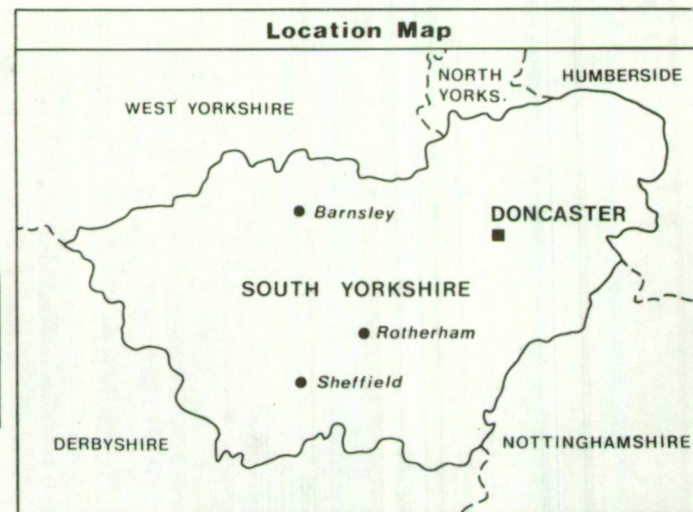 Location Map
NORTH
YORKS.
HUMBERSIDE
WEST YORKSHIRE
Barnsley
DONCASTER
SOUTH YORKSHIRE
Rotherham
Sheffield
DERBYSHIRE
NOTTINGHAMSHIRE